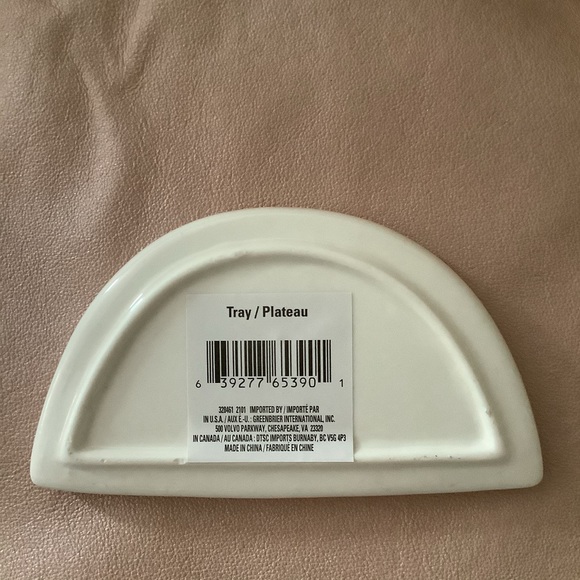 Tray / Plateau
6 39277 65390 1
320461 2101 IMPORTED BY / IMPORTÉ PAR
IN U.S.A. / AUX É.-U.: GREENBRIER INTERNATIONAL, INC.
500 VOLVO PARKWAY, CHESAPEAKE, VA 23320
IN CANADA / AU CANADA : DTSC IMPORTS BURNABY, BC V5G 4P3
MADE IN CHINA / FABRIQUÉ EN CHINE